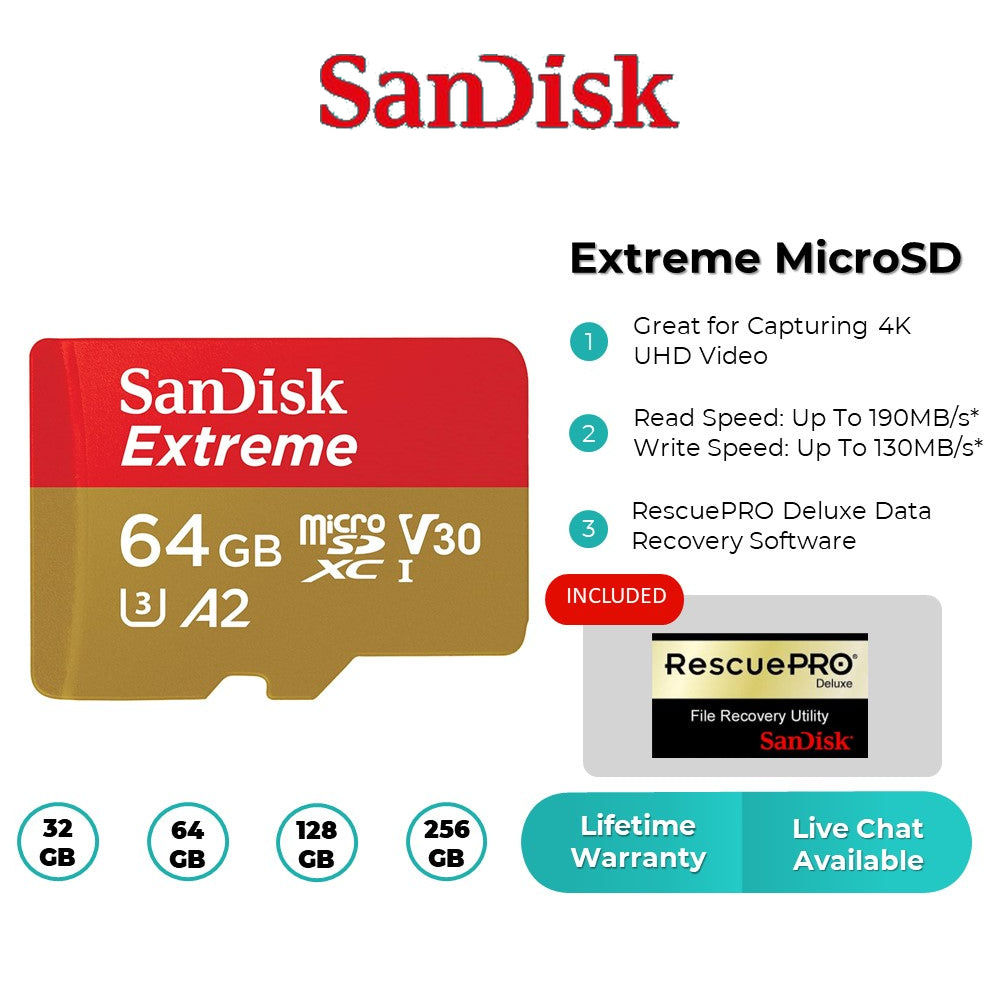 SanDisk
Extreme MicroSD
1
Great for Capturing 4K
UHD Video
2
Read Speed: Up To 190MB/s*
Write Speed: Up To 130MB/s*
3
RescuePRO Deluxe Data
Recovery Software
SanDisk
Extreme
64 GB micro SD XC I V30
3 A2
INCLUDED
RescuePRO®
Deluxe
File Recovery Utility
SanDisk
32
GB
64
GB
128
GB
256
GB
Lifetime
Warranty
Live Chat
Available